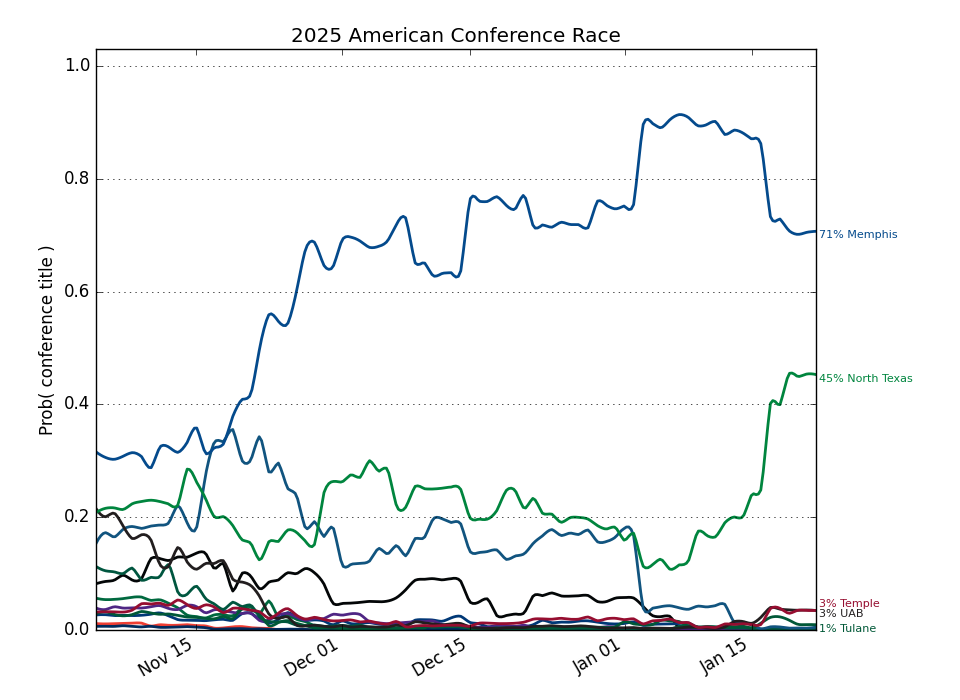 2025 American Conference Race
1.0
0.8
0.6
0.4
0.2
0.0
Prob( conference title )
71% Memphis
45% North Texas
3% Temple
3% UAB
1% Tulane
Nov 15
Dec 01
Dec 15
Jan 01
Jan 15